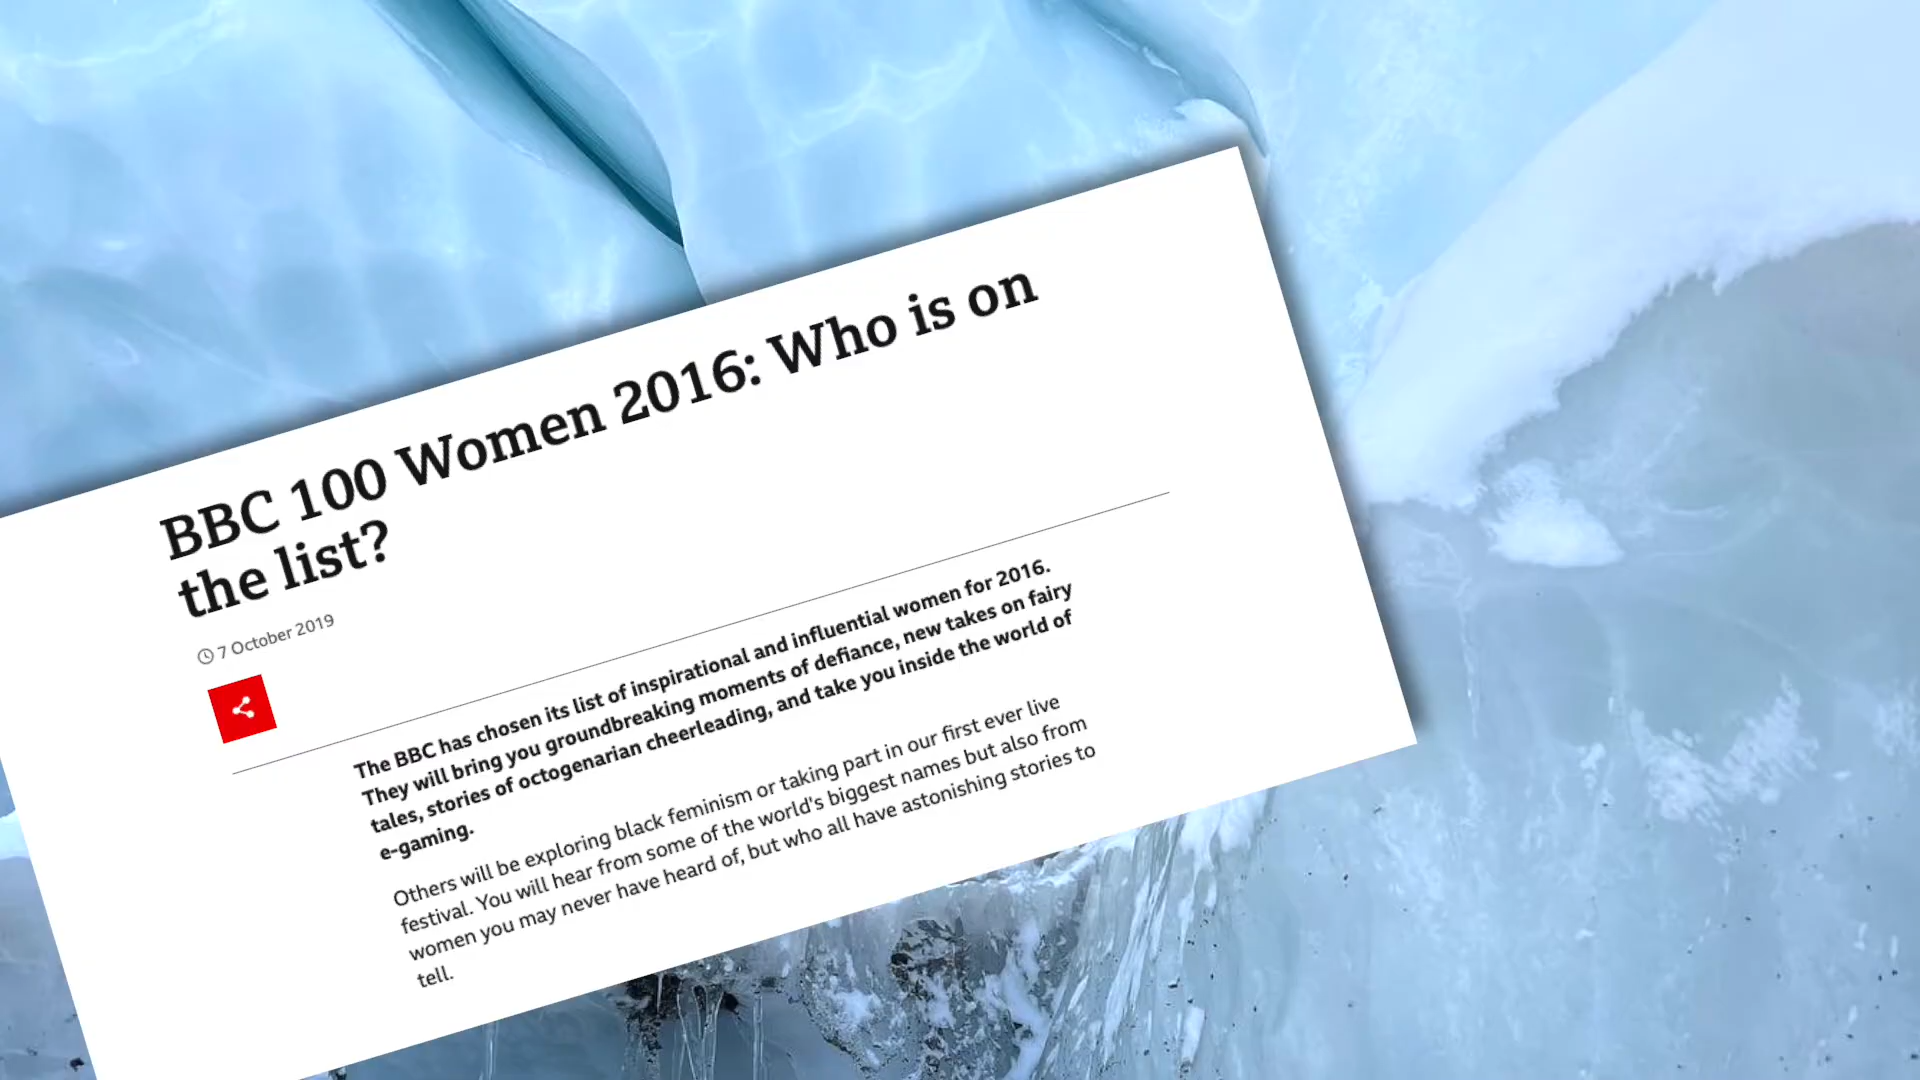 BBC 100 Women 2016: Who is on
the list?
7 October 2019
The BBC has chosen its list of inspirational and influential women for 2016.
They will bring you groundbreaking moments of defiance, new takes on fairy
tales, stories of octogenarian cheerleading, and take you inside the world of
e-gaming.
Others will be exploring black feminism or taking part in our first ever live
festival. You will hear from some of the world's biggest names but also from
women you may never have heard of, but who all have astonishing stories to
tell.